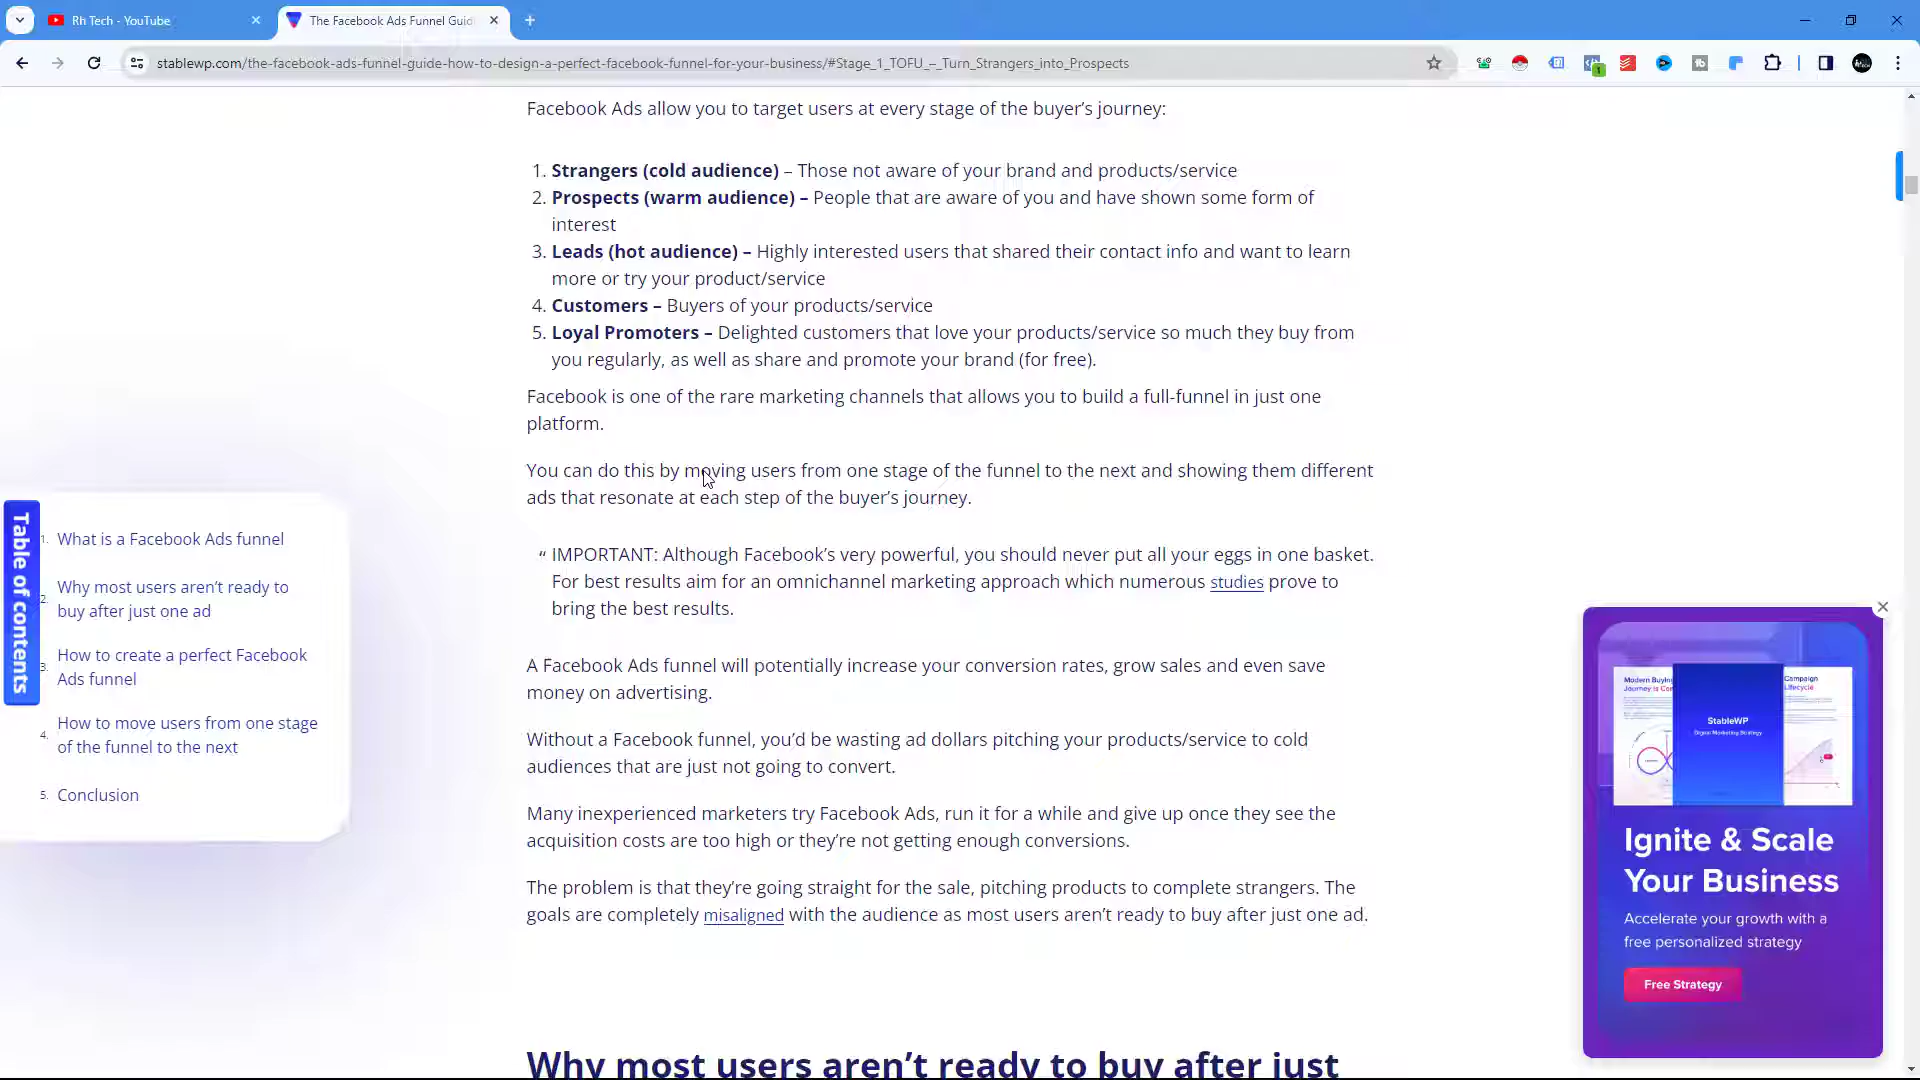 Rh Tech - YouTube
The Facebook Ads Funnel Guid
stablewp.com/the-facebook-ads-funnel-guide-how-to-design-a-perfect-facebook-funnel-for-your-business/#Stage_1_TOFU_–_Turn_Strangers_into_Prospects
Facebook Ads allow you to target users at every stage of the buyer’s journey:
1. Strangers (cold audience) – Those not aware of your brand and products/service
2. Prospects (warm audience) – People that are aware of you and have shown some form of
interest
3. Leads (hot audience) – Highly interested users that shared their contact info and want to learn
more or try your product/service
4. Customers – Buyers of your products/service
5. Loyal Promoters – Delighted customers that love your products/service so much they buy from
you regularly, as well as share and promote your brand (for free).
Facebook is one of the rare marketing channels that allows you to build a full-funnel in just one
platform.
You can do this by moving users from one stage of the funnel to the next and showing them different
ads that resonate at each step of the buyer’s journey.
“ IMPORTANT: Although Facebook’s very powerful, you should never put all your eggs in one basket.
For best results aim for an omnichannel marketing approach which numerous studies prove to
bring the best results.
A Facebook Ads funnel will potentially increase your conversion rates, grow sales and even save
money on advertising.
Without a Facebook funnel, you’d be wasting ad dollars pitching your products/service to cold
audiences that are just not going to convert.
Many inexperienced marketers try Facebook Ads, run it for a while and give up once they see the
acquisition costs are too high or they’re not getting enough conversions.
The problem is that they’re going straight for the sale, pitching products to complete strangers. The
goals are completely misaligned with the audience as most users aren’t ready to buy after just one ad.
Why most users aren’t ready to buy after just
Table of contents
1. What is a Facebook Ads funnel
2. Why most users aren’t ready to
buy after just one ad
3. How to create a perfect Facebook
Ads funnel
4. How to move users from one stage
of the funnel to the next
5. Conclusion
Modern Buying
Journey is Co
StableWP
Digital Marketing Strategy
Campaign
Lifecycle
Ignite & Scale
Your Business
Accelerate your growth with a
free personalized strategy
Free Strategy